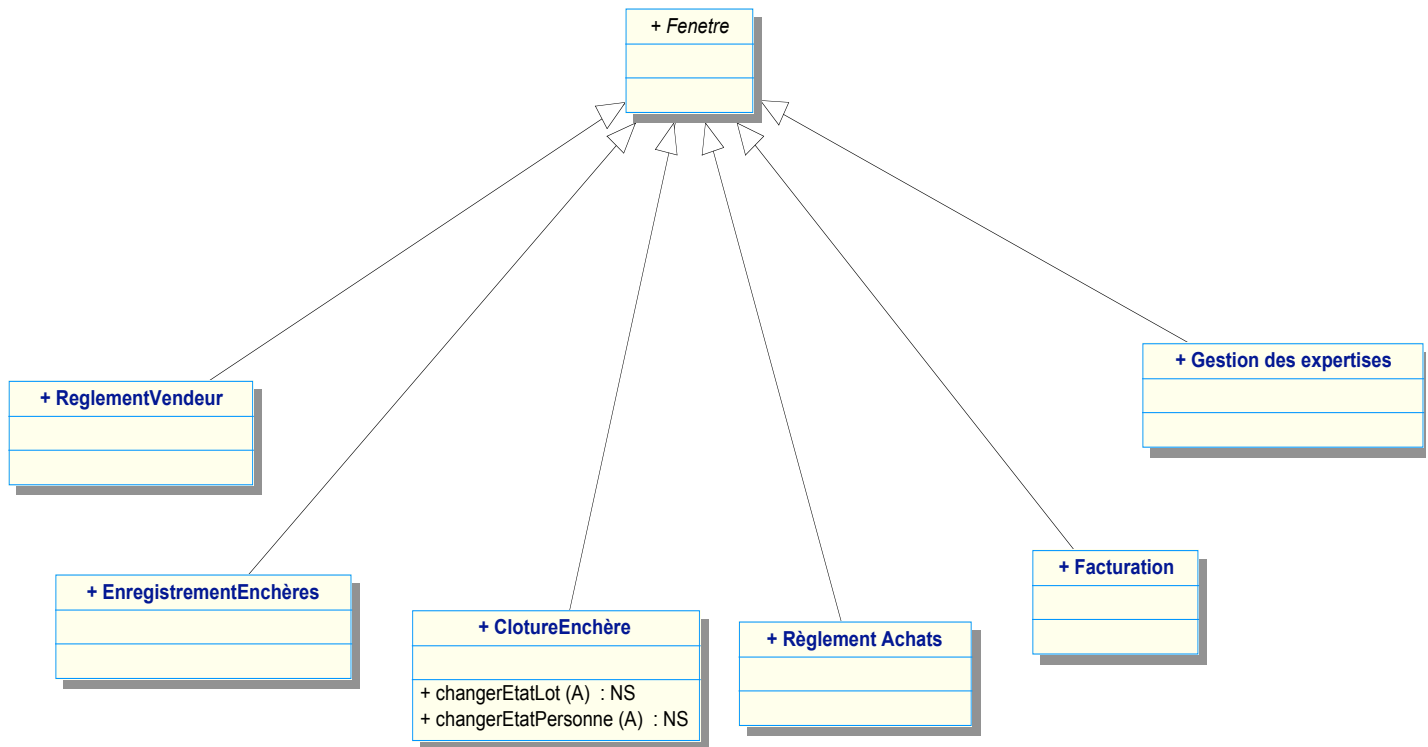 + Fenetre
+ Gestion des expertises
+ ReglementVendeur
+ Facturation
+ EnregistrementEnchères
+ ClotureEnchère
+ changerEtatLot (A) : NS
+ changerEtatPersonne (A) : NS
+ Règlement Achats